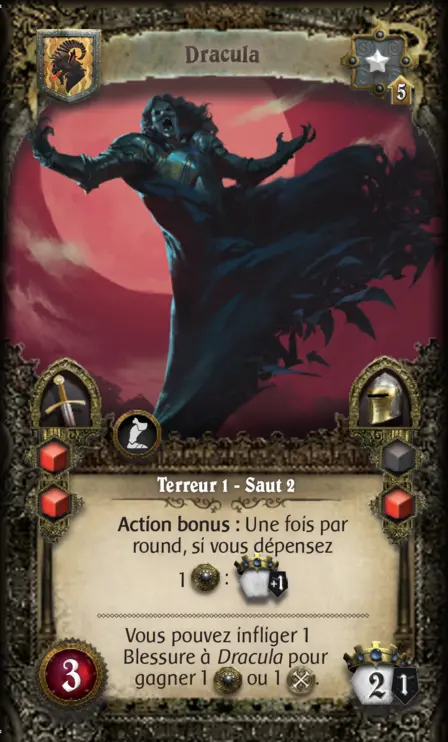 Dracula
5
Terreur 1 - Saut 2
Action bonus : Une fois par
round, si vous dépensez
1 : +1
Vous pouvez infliger 1
Blessure à Dracula pour
gagner 1 ou 1 .
3
2 1